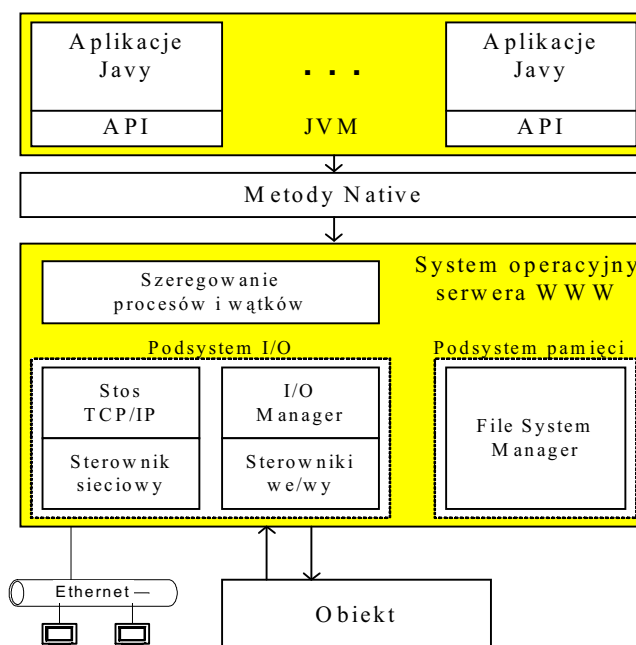 Aplikacje
Javy
API
. . .
JVM
Aplikacje
Javy
API
Metody Native
System operacyjny
serwera WWW
Szeregowanie
procesów i wątków
Podsystem I/O
Podsystem pamięci
Stos
TCP/IP
I/O
Manager
Sterownik
sieciowy
Sterowniki
we/wy
File System
Manager
Ethernet
Obiekt